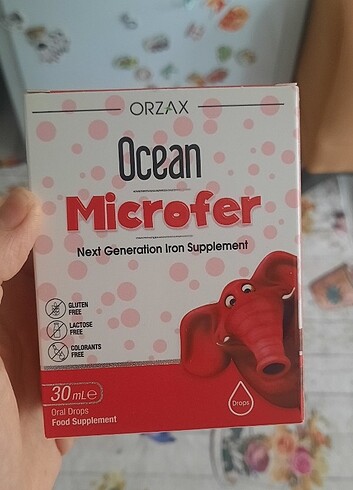 ORZAX
Ocean
Microfer
Next Generation Iron Supplement
GLUTEN
FREE
LACTOSE
FREE
COLORANTS
FREE
30 mL e
Oral Drops
Food Supplement
Drops